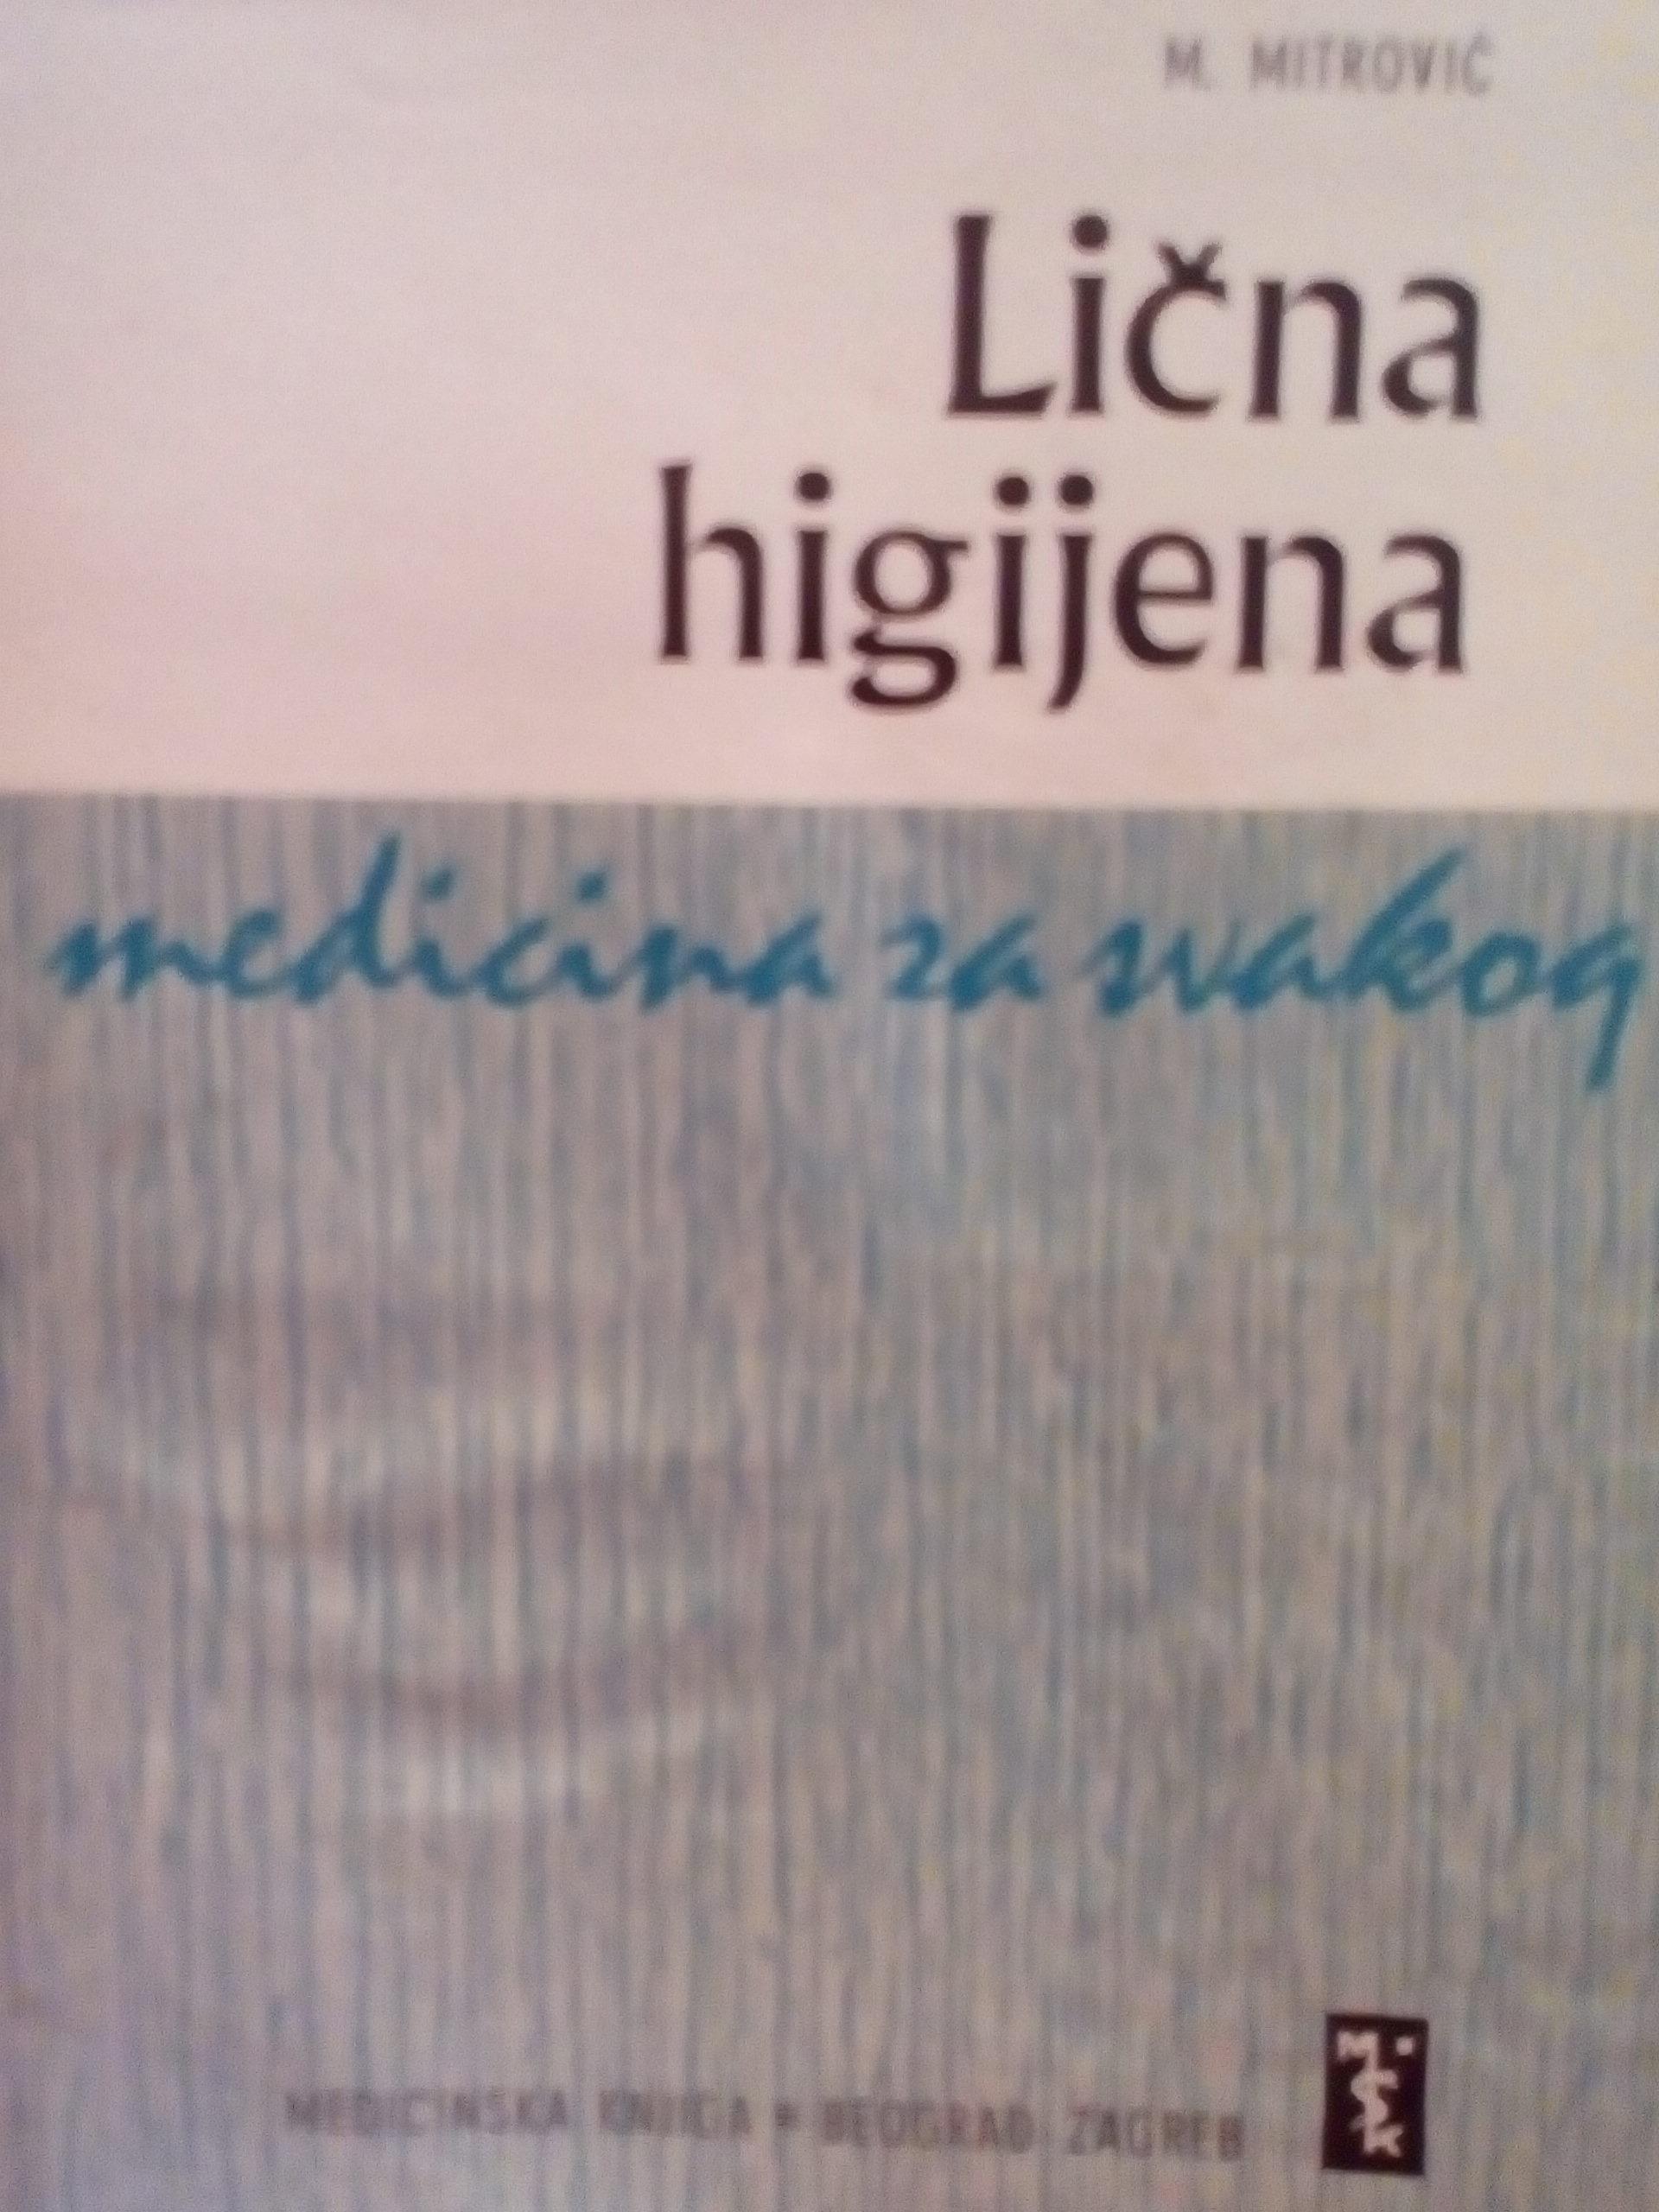 M. MITROVIĆ
Lična
higijena
medicina za svakog
MEDICINSKA KNJIGA * BEOGRAD-ZAGREB
M
K